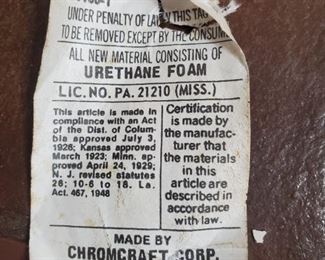 UNDER PENALTY OF LAW THIS TAG
TO BE REMOVED EXCEPT BY THE CONSUM
ALL NEW MATERIAL CONSISTING OF
URETHANE FOAM
LIC. NO. PA. 21210 (MISS.)
This article is made in
compliance with an Act
of the Dist. of Colum-
bia approved July 3,
1926; Kansas approved
March 1923; Minn. ap-
proved April 24, 1929;
N. J. revised statutes
26; 10-6 to 18. La.
Act. 467, 1948
Certification
is made by
the manufac-
turer that the
materials in
this article are
described in
accordance
with law.
MADE BY
CHROMCRAFT CORP.